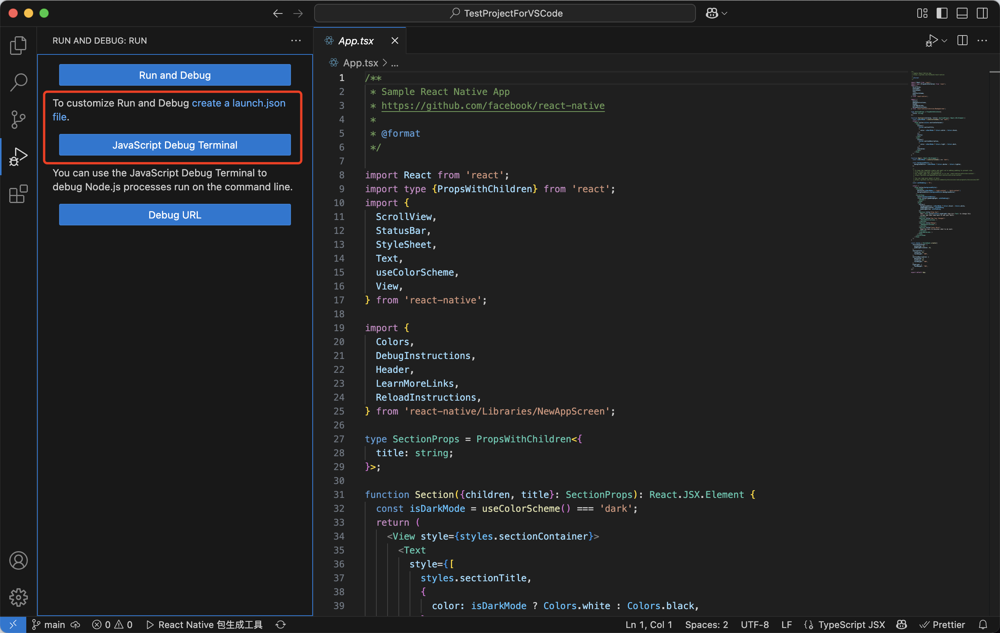 TestProjectForVSCode
RUN AND DEBUG: RUN
Run and Debug
To customize Run and Debug create a launch.json
file.
JavaScript Debug Terminal
You can use the JavaScript Debug Terminal to
debug Node.js processes run on the command line.
Debug URL
App.tsx
App.tsx > ...
1 /**
2 * Sample React Native App
3 * https://github.com/facebook/react-native
4 *
5 * @format
6 */
7
8 import React from 'react';
9 import type {PropsWithChildren} from 'react';
10 import {
11 ScrollView,
12 StatusBar,
13 StyleSheet,
14 Text,
15 useColorScheme,
16 View,
17 } from 'react-native';
18
19 import {
20 Colors,
21 DebugInstructions,
22 Header,
23 LearnMoreLinks,
24 ReloadInstructions,
25 } from 'react-native/Libraries/NewAppScreen';
26
27 type SectionProps = PropsWithChildren<{
28 title: string;
29 }>;
30
31 function Section({children, title}: SectionProps): React.JSX.Element {
32 const isDarkMode = useColorScheme() === 'dark';
33 return (
34 <View style={styles.sectionContainer}>
35 <Text
36 style={[
37 styles.sectionTitle,
38 {
39 color: isDarkMode ? Colors.white : Colors.black,
main 0 0 React Native 包生成工具 Ln 1, Col 1 Spaces: 2 UTF-8 LF TypeScript JSX Prettier